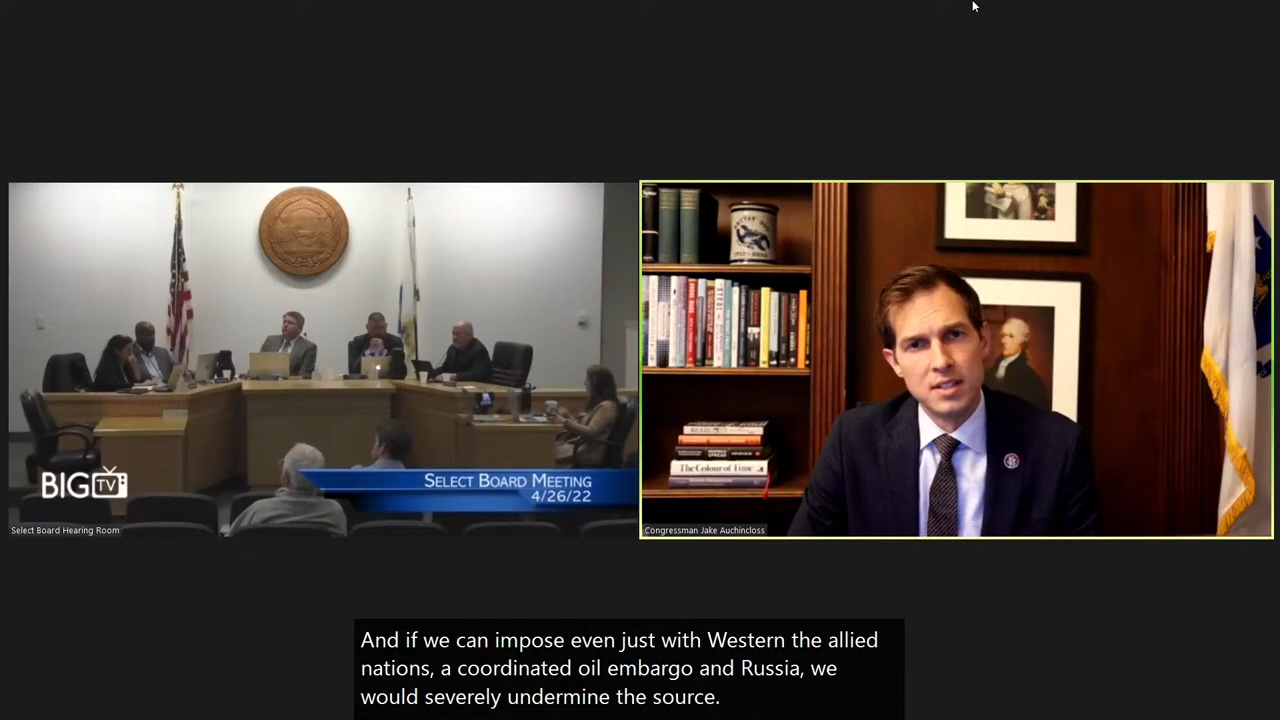 BIG TV
SELECT BOARD MEETING
4/26/22
Select Board Hearing Room
The Colour of Time
Congressman Jake Auchincloss
And if we can impose even just with Western the allied
nations, a coordinated oil embargo and Russia, we
would severely undermine the source.